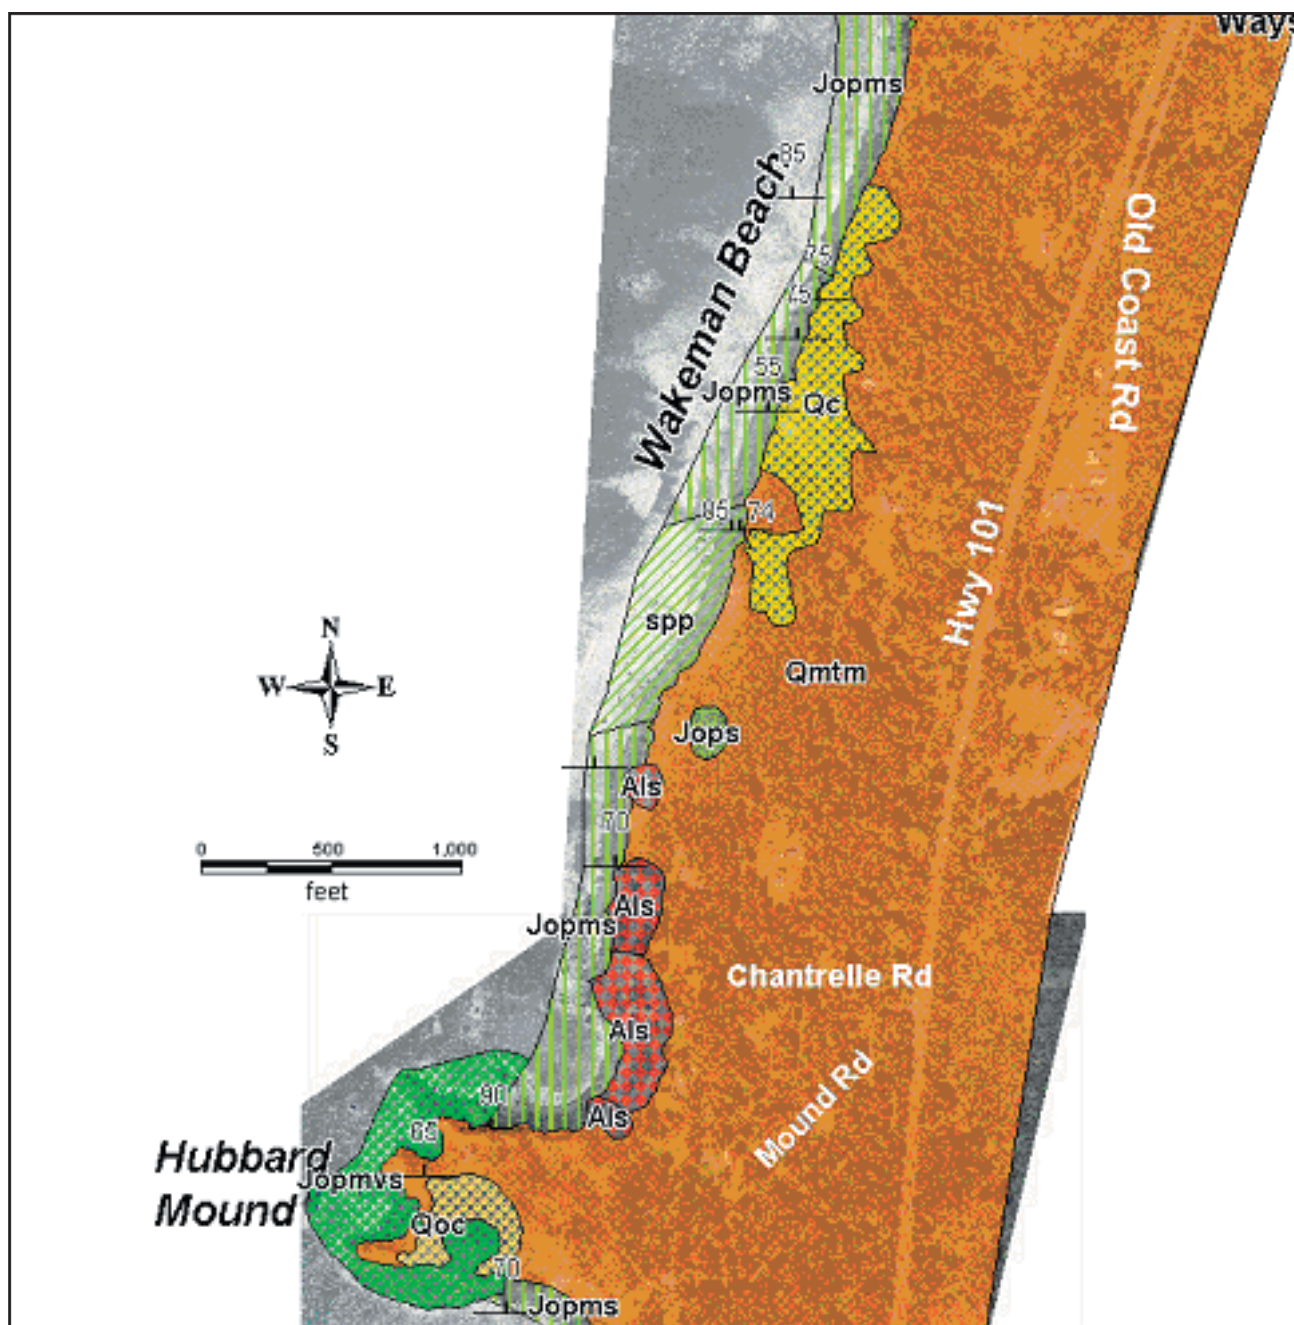 Ways
Jopms
85
Wakeman Beach
Old Coast Rd
75
45
55
Jopms
Qc
85
74
Hwy 101
spp
Qmtm
N
W
E
S
Jops
Als
70
0
500
1,000
feet
Als
Jopms
Chantrelle Rd
Als
Mound Rd
90
Als
65
Hubbard
Mound
Jopmvs
Qoc
70
Jopms